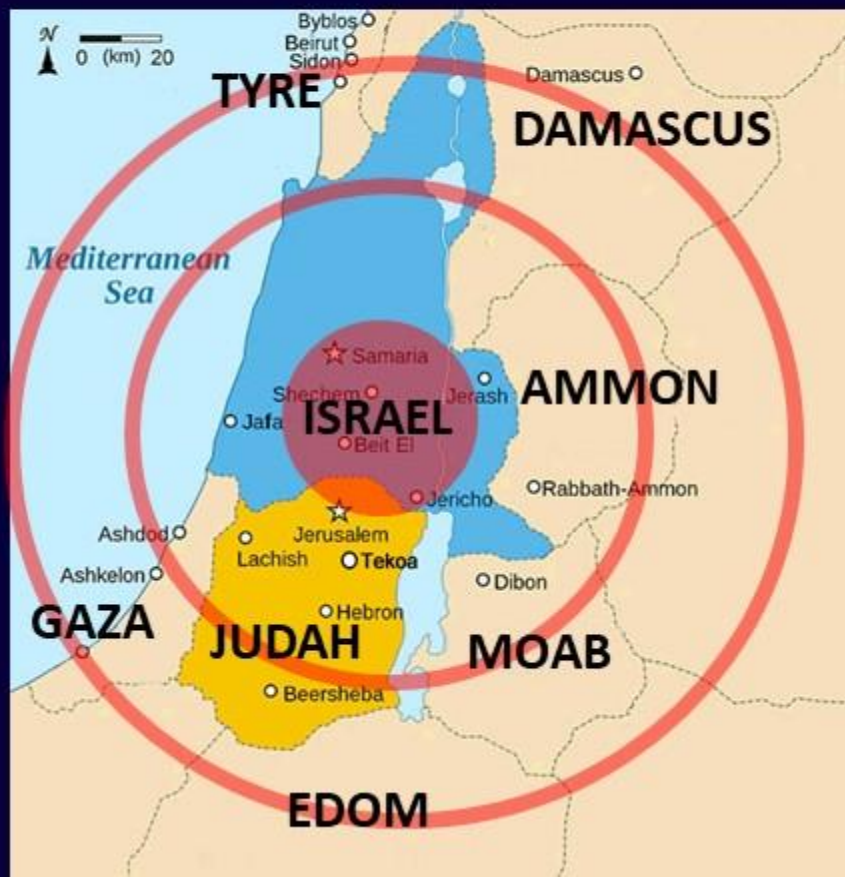 Byblos
N
0 (km) 20
Beirut
Sidon
TYRE
Damascus
DAMASCUS
Mediterranean
Sea
Samaria
Shechem
Jerash
AMMON
ISRAEL
Jafa
Beit El
Jericho
Rabbath-Ammon
Ashdod
Jerusalem
Lachish
Tekoa
Ashkelon
Dibon
GAZA
Hebron
JUDAH
MOAB
Beersheba
EDOM